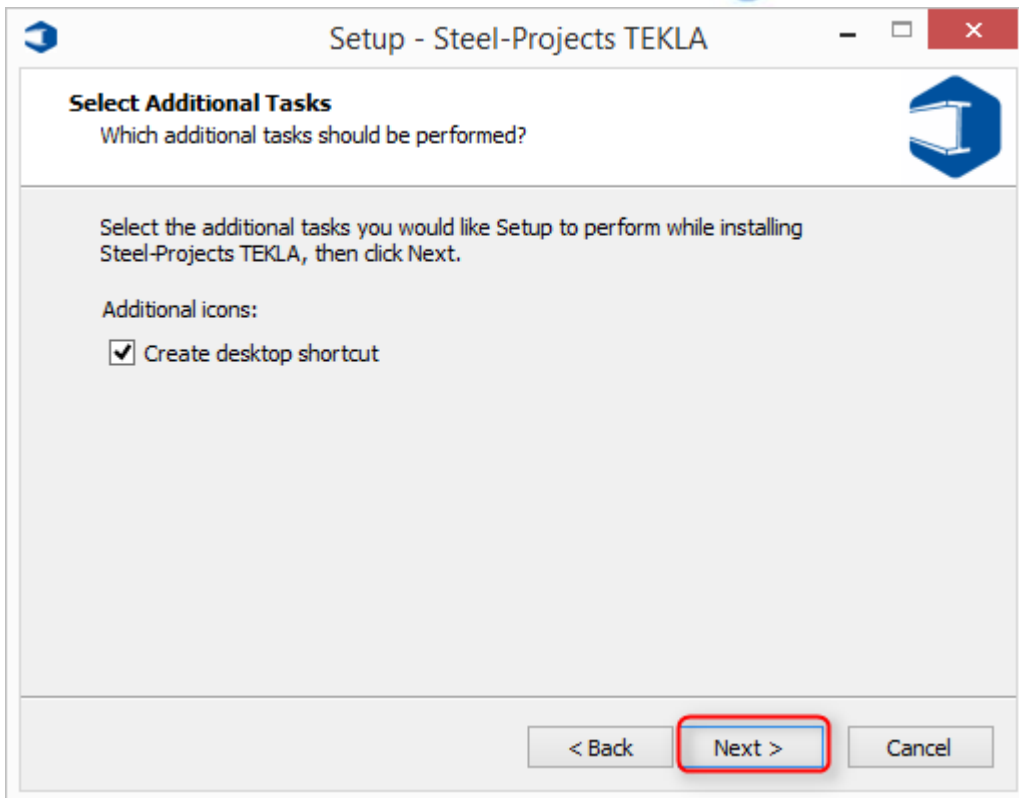 Setup - Steel-Projects TEKLA
Select Additional Tasks
Which additional tasks should be performed?
Select the additional tasks you would like Setup to perform while installing
Steel-Projects TEKLA, then click Next.
Additional icons:
Create desktop shortcut
< Back Next > Cancel